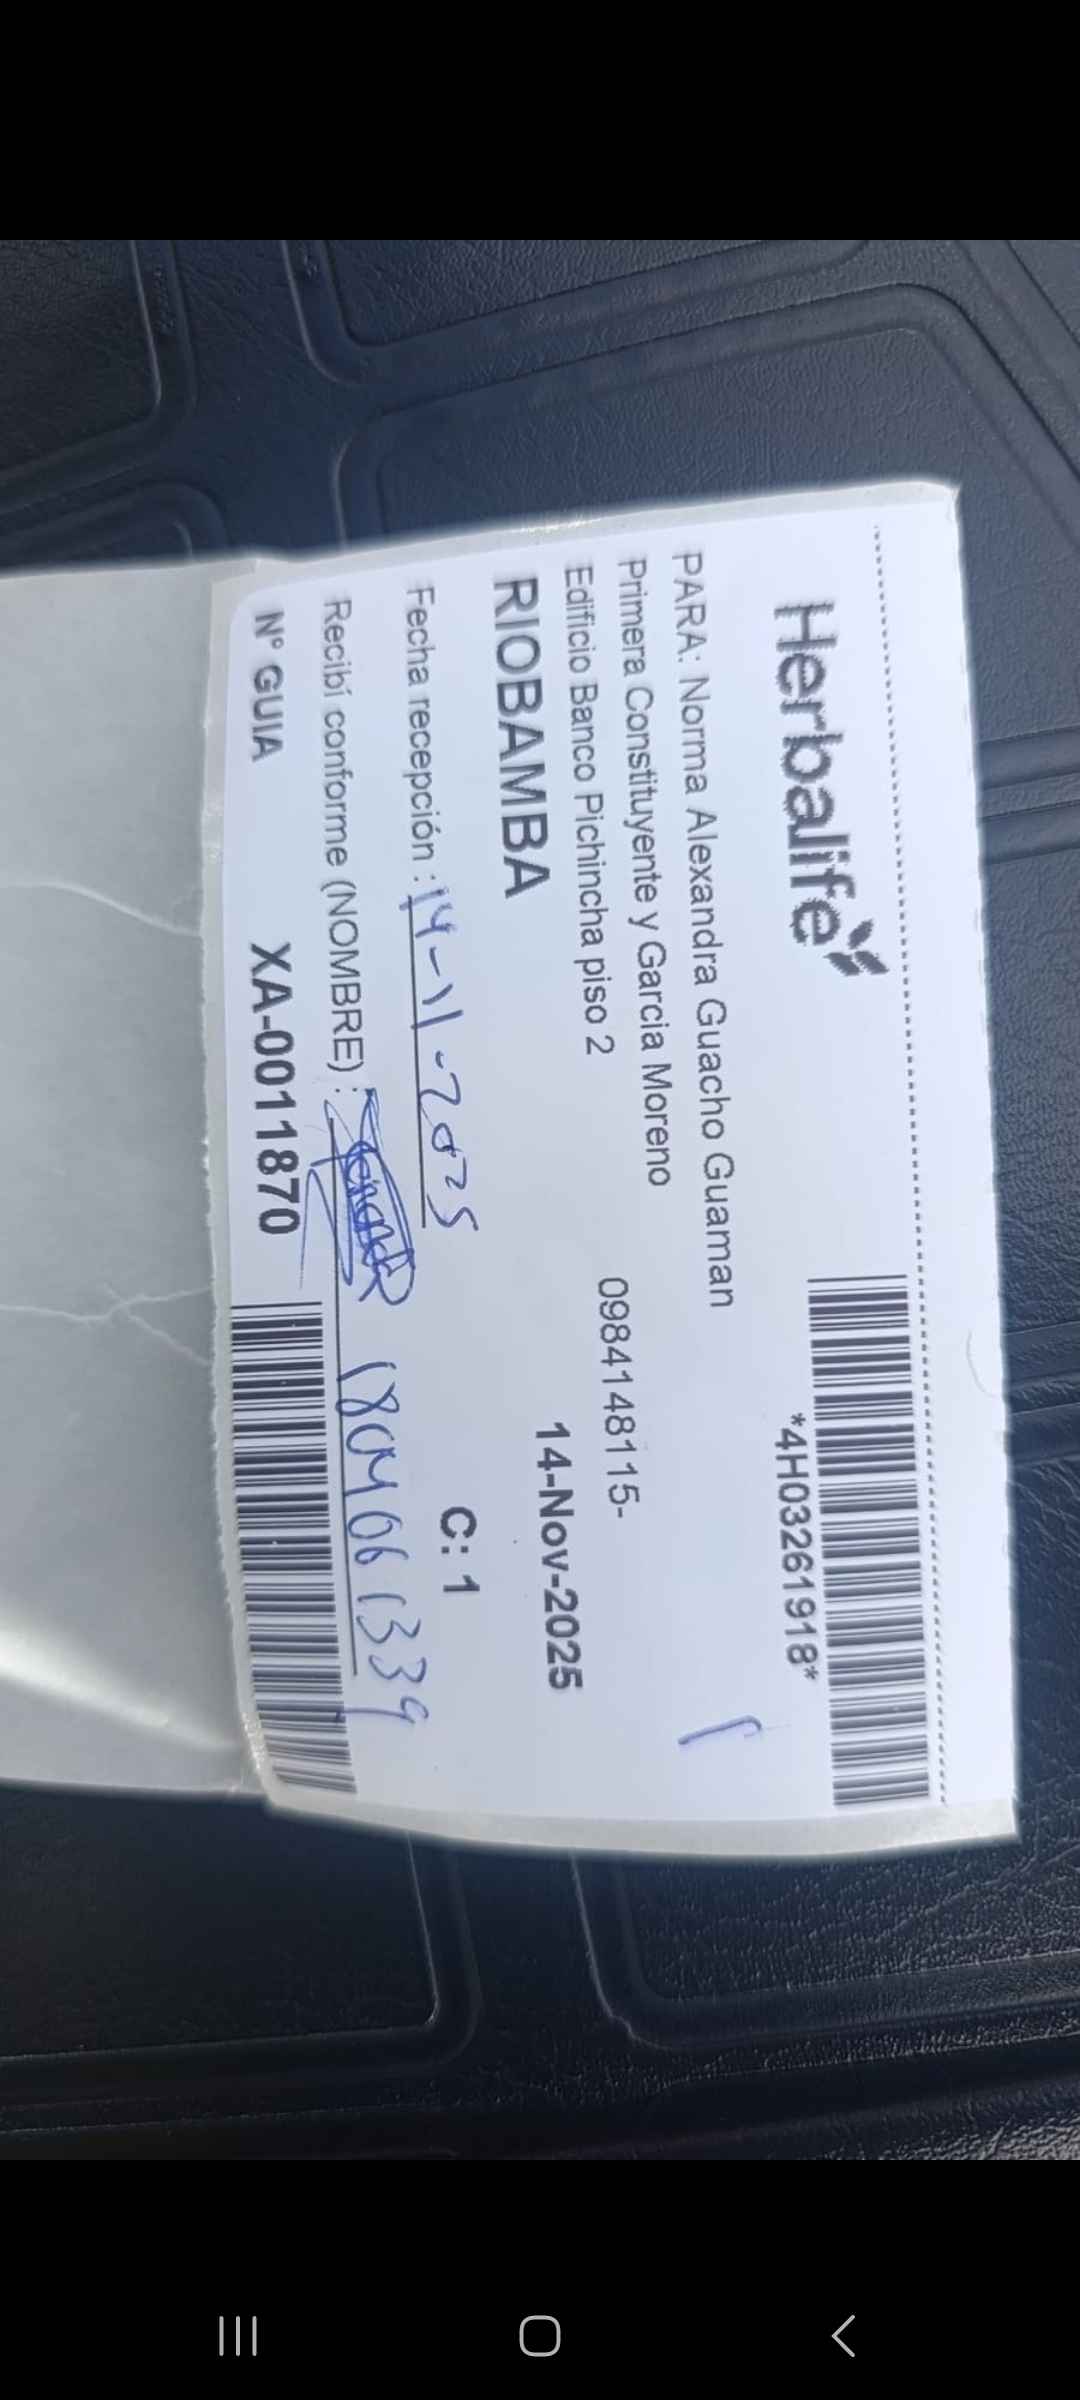 Herbalife
*4H03261918*
PARA: Norma Alexandra Guacho Guaman
Primera Constituyente y Garcia Moreno
Edificio Banco Pichincha piso 2
0984148115-
RIOBAMBA
14-Nov-2025
Fecha recepción : 14-11-2025
C: 1
Recibí conforme (NOMBRE) : 1804061339
Nº GUIA XA-0011870